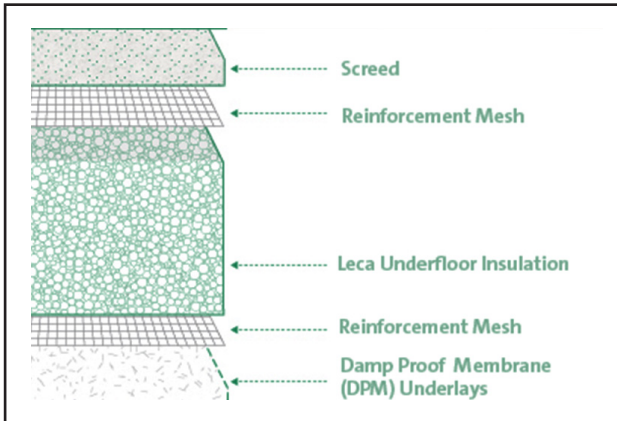 Screed
Reinforcement Mesh
Leca Underfloor Insulation
Reinforcement Mesh
Damp Proof Membrane
(DPM) Underlays